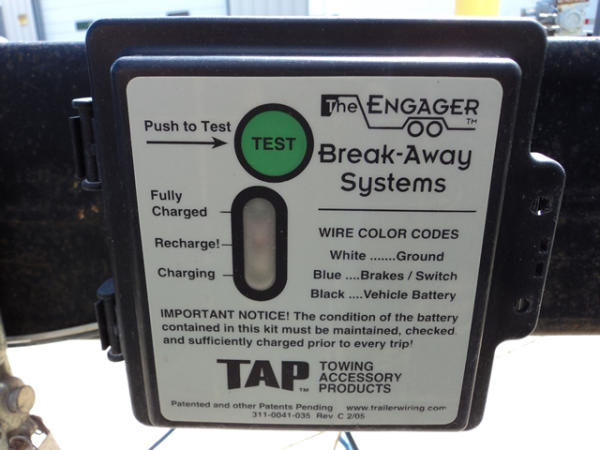 The ENGAGER TM
Push to Test
TEST
Break-Away
Systems
Fully
Charged
Recharge!
Charging
WIRE COLOR CODES
White .......Ground
Blue ....Brakes / Switch
Black ....Vehicle Battery
IMPORTANT NOTICE! The condition of the battery
contained in this kit must be maintained, checked
and sufficiently charged prior to every trip!
TAP TM
TOWING
ACCESSORY
PRODUCTS
Patented and other Patents Pending www.trailerwiring.com
311-0041-035 Rev C 2/05